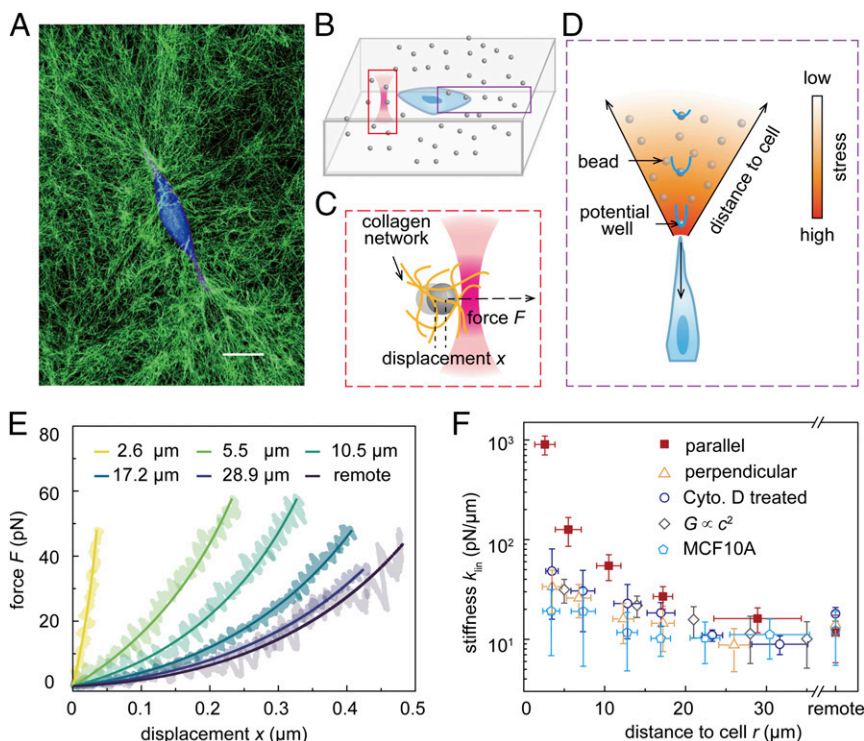 A
B
C
collagen
network
force F
displacement x
D
bead
potential
well
distance to cell
low
stress
high
E
80
60
40
20
0
force F (pN)
2.6 μm
5.5 μm
10.5 μm
17.2 μm
28.9 μm
remote
0
0.1
0.2
0.3
0.4
0.5
displacement x (μm)
F
10³
10²
10¹
stiffness k_lin (pN/μm)
parallel
perpendicular
Cyto. D treated
G ∝ c²
MCF10A
0
10
20
30
remote
distance to cell r (μm)